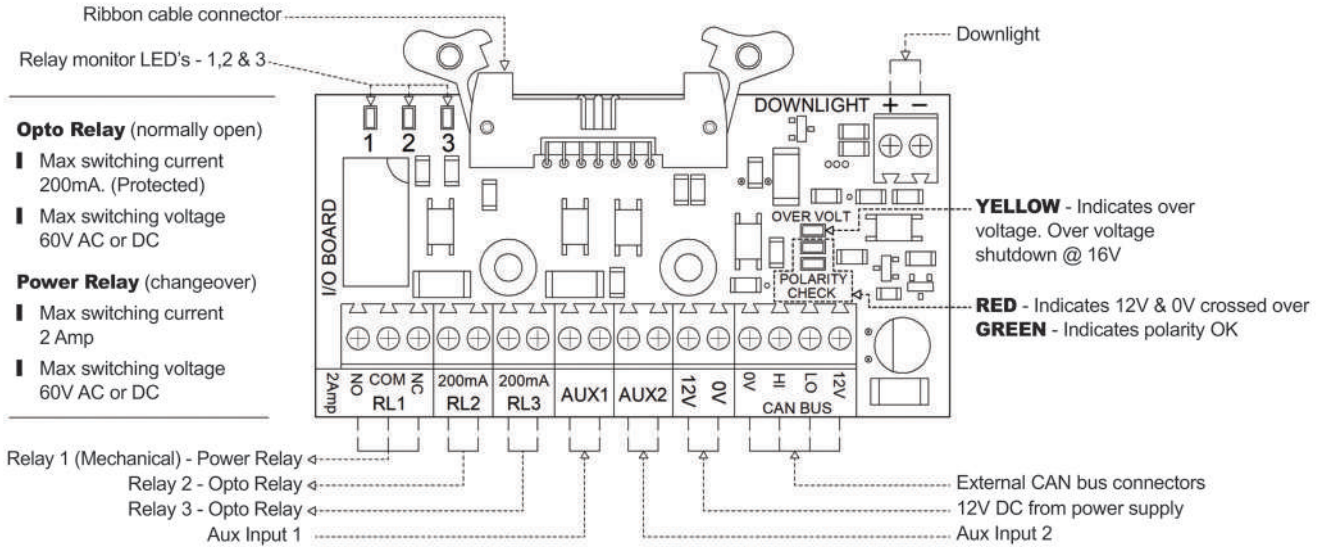 Ribbon cable connector
Relay monitor LED's - 1,2 & 3
Opto Relay (normally open)
Max switching current
200mA. (Protected)
Max switching voltage
60V AC or DC
Power Relay (changeover)
Max switching current
2 Amp
Max switching voltage
60V AC or DC
Downlight
DOWNLIGHT + −
1 2 3
I/O BOARD
OVER VOLT
POLARITY
CHECK
YELLOW - Indicates over
voltage. Over voltage
shutdown @ 16V
RED - Indicates 12V & 0V crossed over
GREEN - Indicates polarity OK
2Amp
NO COM NC
RL1
200mA
RL2
200mA
RL3
AUX1
AUX2
12V 0V
0V HI LO 12V
CAN BUS
Relay 1 (Mechanical) - Power Relay
Relay 2 - Opto Relay
Relay 3 - Opto Relay
Aux Input 1
External CAN bus connectors
12V DC from power supply
Aux Input 2